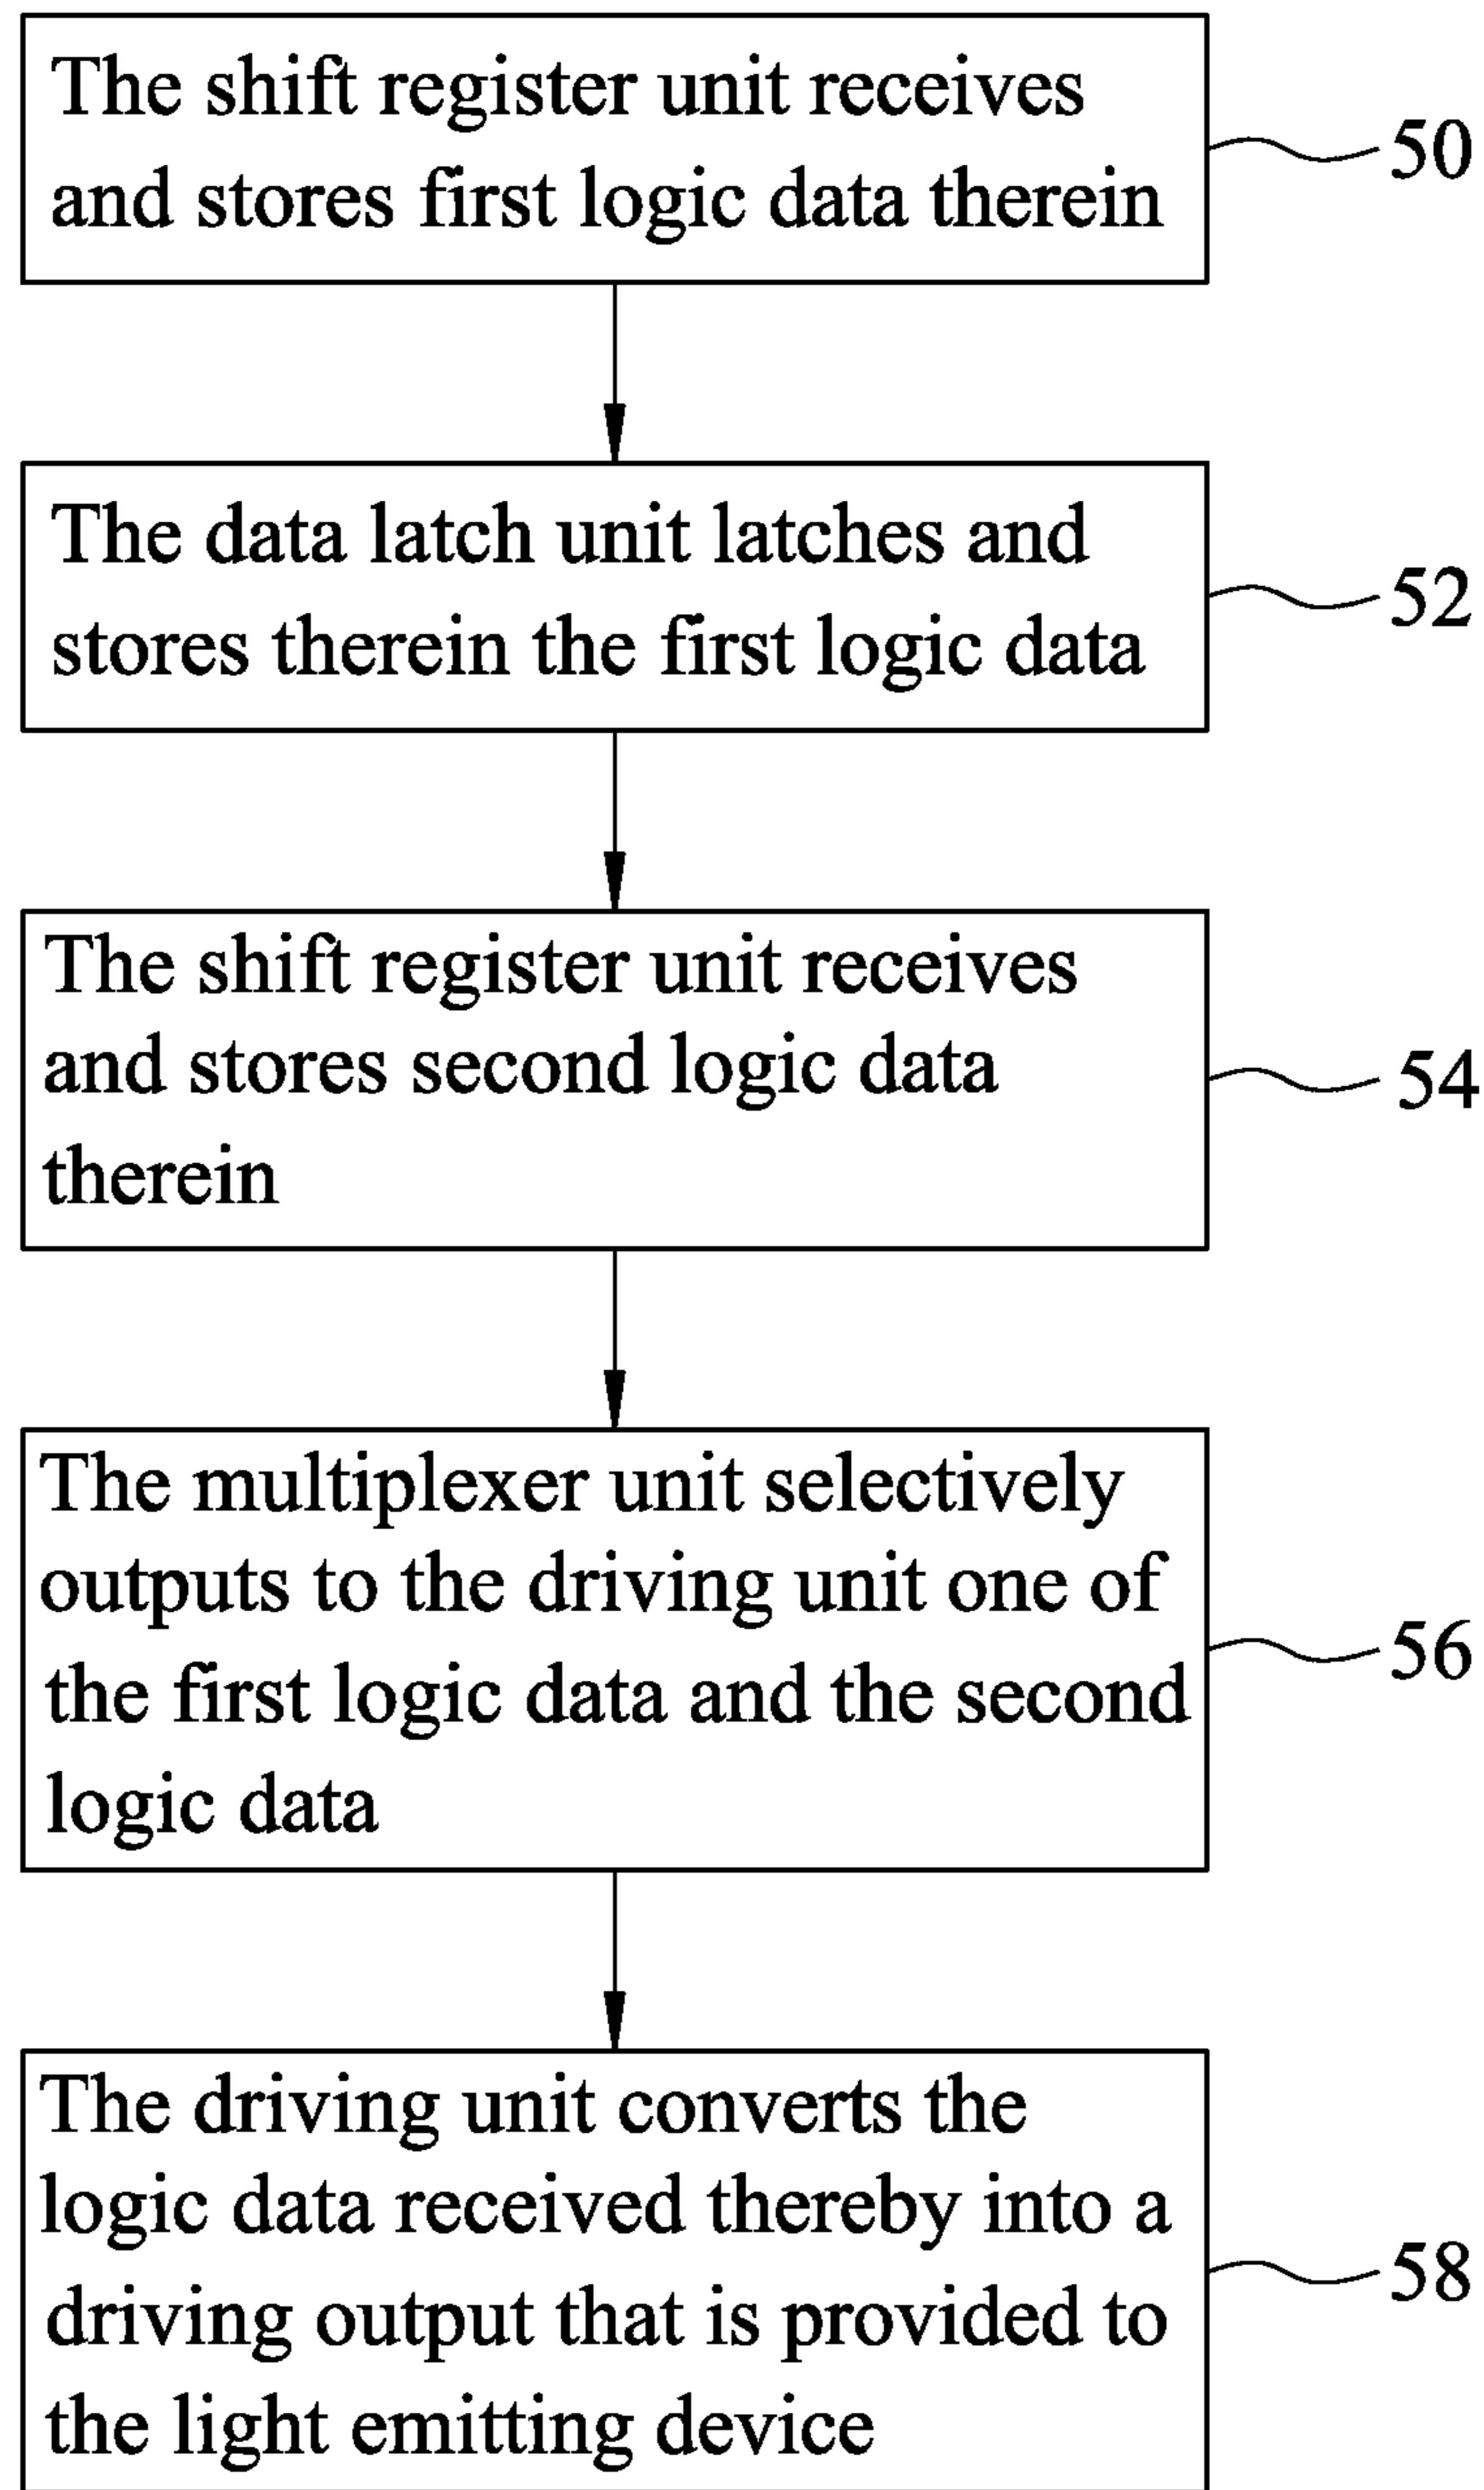 The shift register unit receives
and stores first logic data therein
50
The data latch unit latches and
stores therein the first logic data
52
The shift register unit receives
and stores second logic data
therein
54
The multiplexer unit selectively
outputs to the driving unit one of
the first logic data and the second
logic data
56
The driving unit converts the
logic data received thereby into a
driving output that is provided to
the light emitting device
58